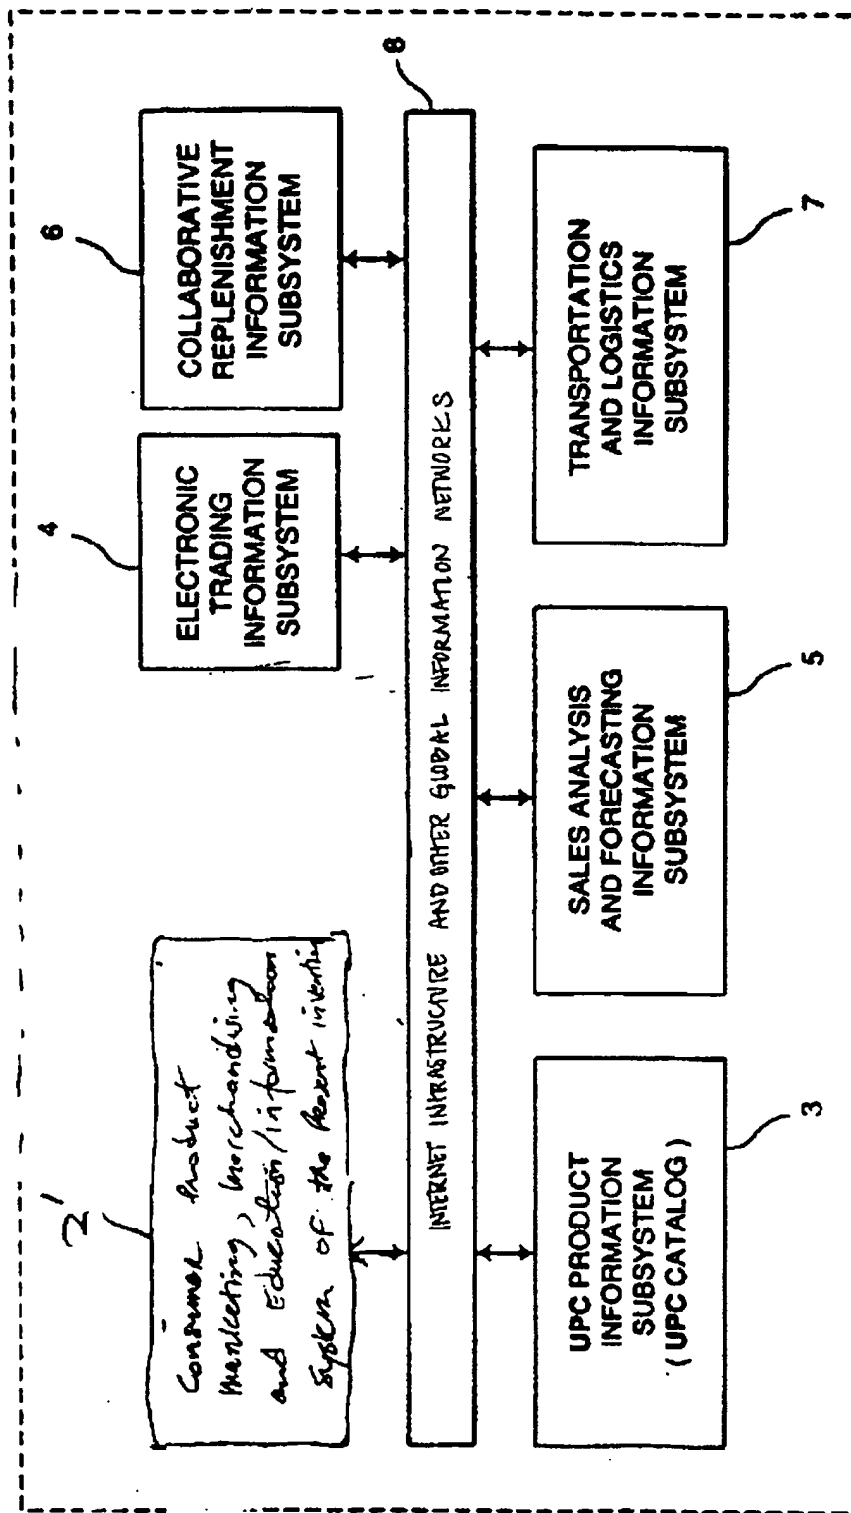 2'
Consumer Product
Marketing, Merchandising
and Education/information
System of the Present invention
4
ELECTRONIC
TRADING
INFORMATION
SUBSYSTEM
6
COLLABORATIVE
REPLENISHMENT
INFORMATION
SUBSYSTEM
8
INTERNET INFRASTRUCTURE AND OTHER GLOBAL INFORMATION NETWORKS
UPC PRODUCT
INFORMATION
SUBSYSTEM
(UPC CATALOG)
3
SALES ANALYSIS
AND FORECASTING
INFORMATION
SUBSYSTEM
5
TRANSPORTATION
AND LOGISTICS
INFORMATION
SUBSYSTEM
7